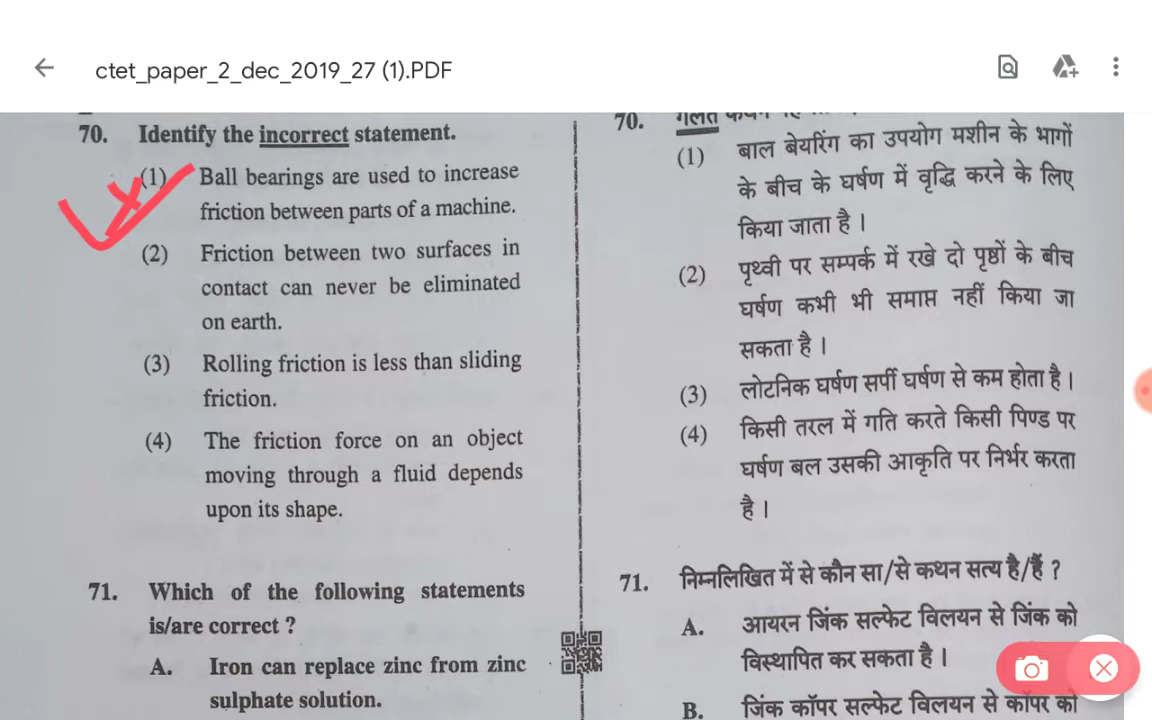 ctet_paper_2_dec_2019_27 (1).PDF
70. Identify the incorrect statement.
(1) Ball bearings are used to increase
friction between parts of a machine.
(2) Friction between two surfaces in
contact can never be eliminated
on earth.
(3) Rolling friction is less than sliding
friction.
(4) The friction force on an object
moving through a fluid depends
upon its shape.
71. Which of the following statements
is/are correct ?
A. Iron can replace zinc from zinc
sulphate solution.
70. गलत कथन
(1) बाल बेयरिंग का उपयोग मशीन के भागों
के बीच के घर्षण में वृद्धि करने के लिए
किया जाता है ।
(2) पृथ्वी पर सम्पर्क में रखे दो पृष्ठों के बीच
घर्षण कभी भी समाप्त नहीं किया जा
सकता है ।
(3) लोटनिक घर्षण सर्पी घर्षण से कम होता है ।
(4) किसी तरल में गति करते किसी पिण्ड पर
घर्षण बल उसकी आकृति पर निर्भर करता
है ।
71. निम्नलिखित में से कौन सा/से कथन सत्य है/हैं ?
A. आयरन जिंक सल्फेट विलयन से जिंक को
विस्थापित कर सकता है ।
B. जिंक कॉपर सल्फेट विलयन से कॉपर को